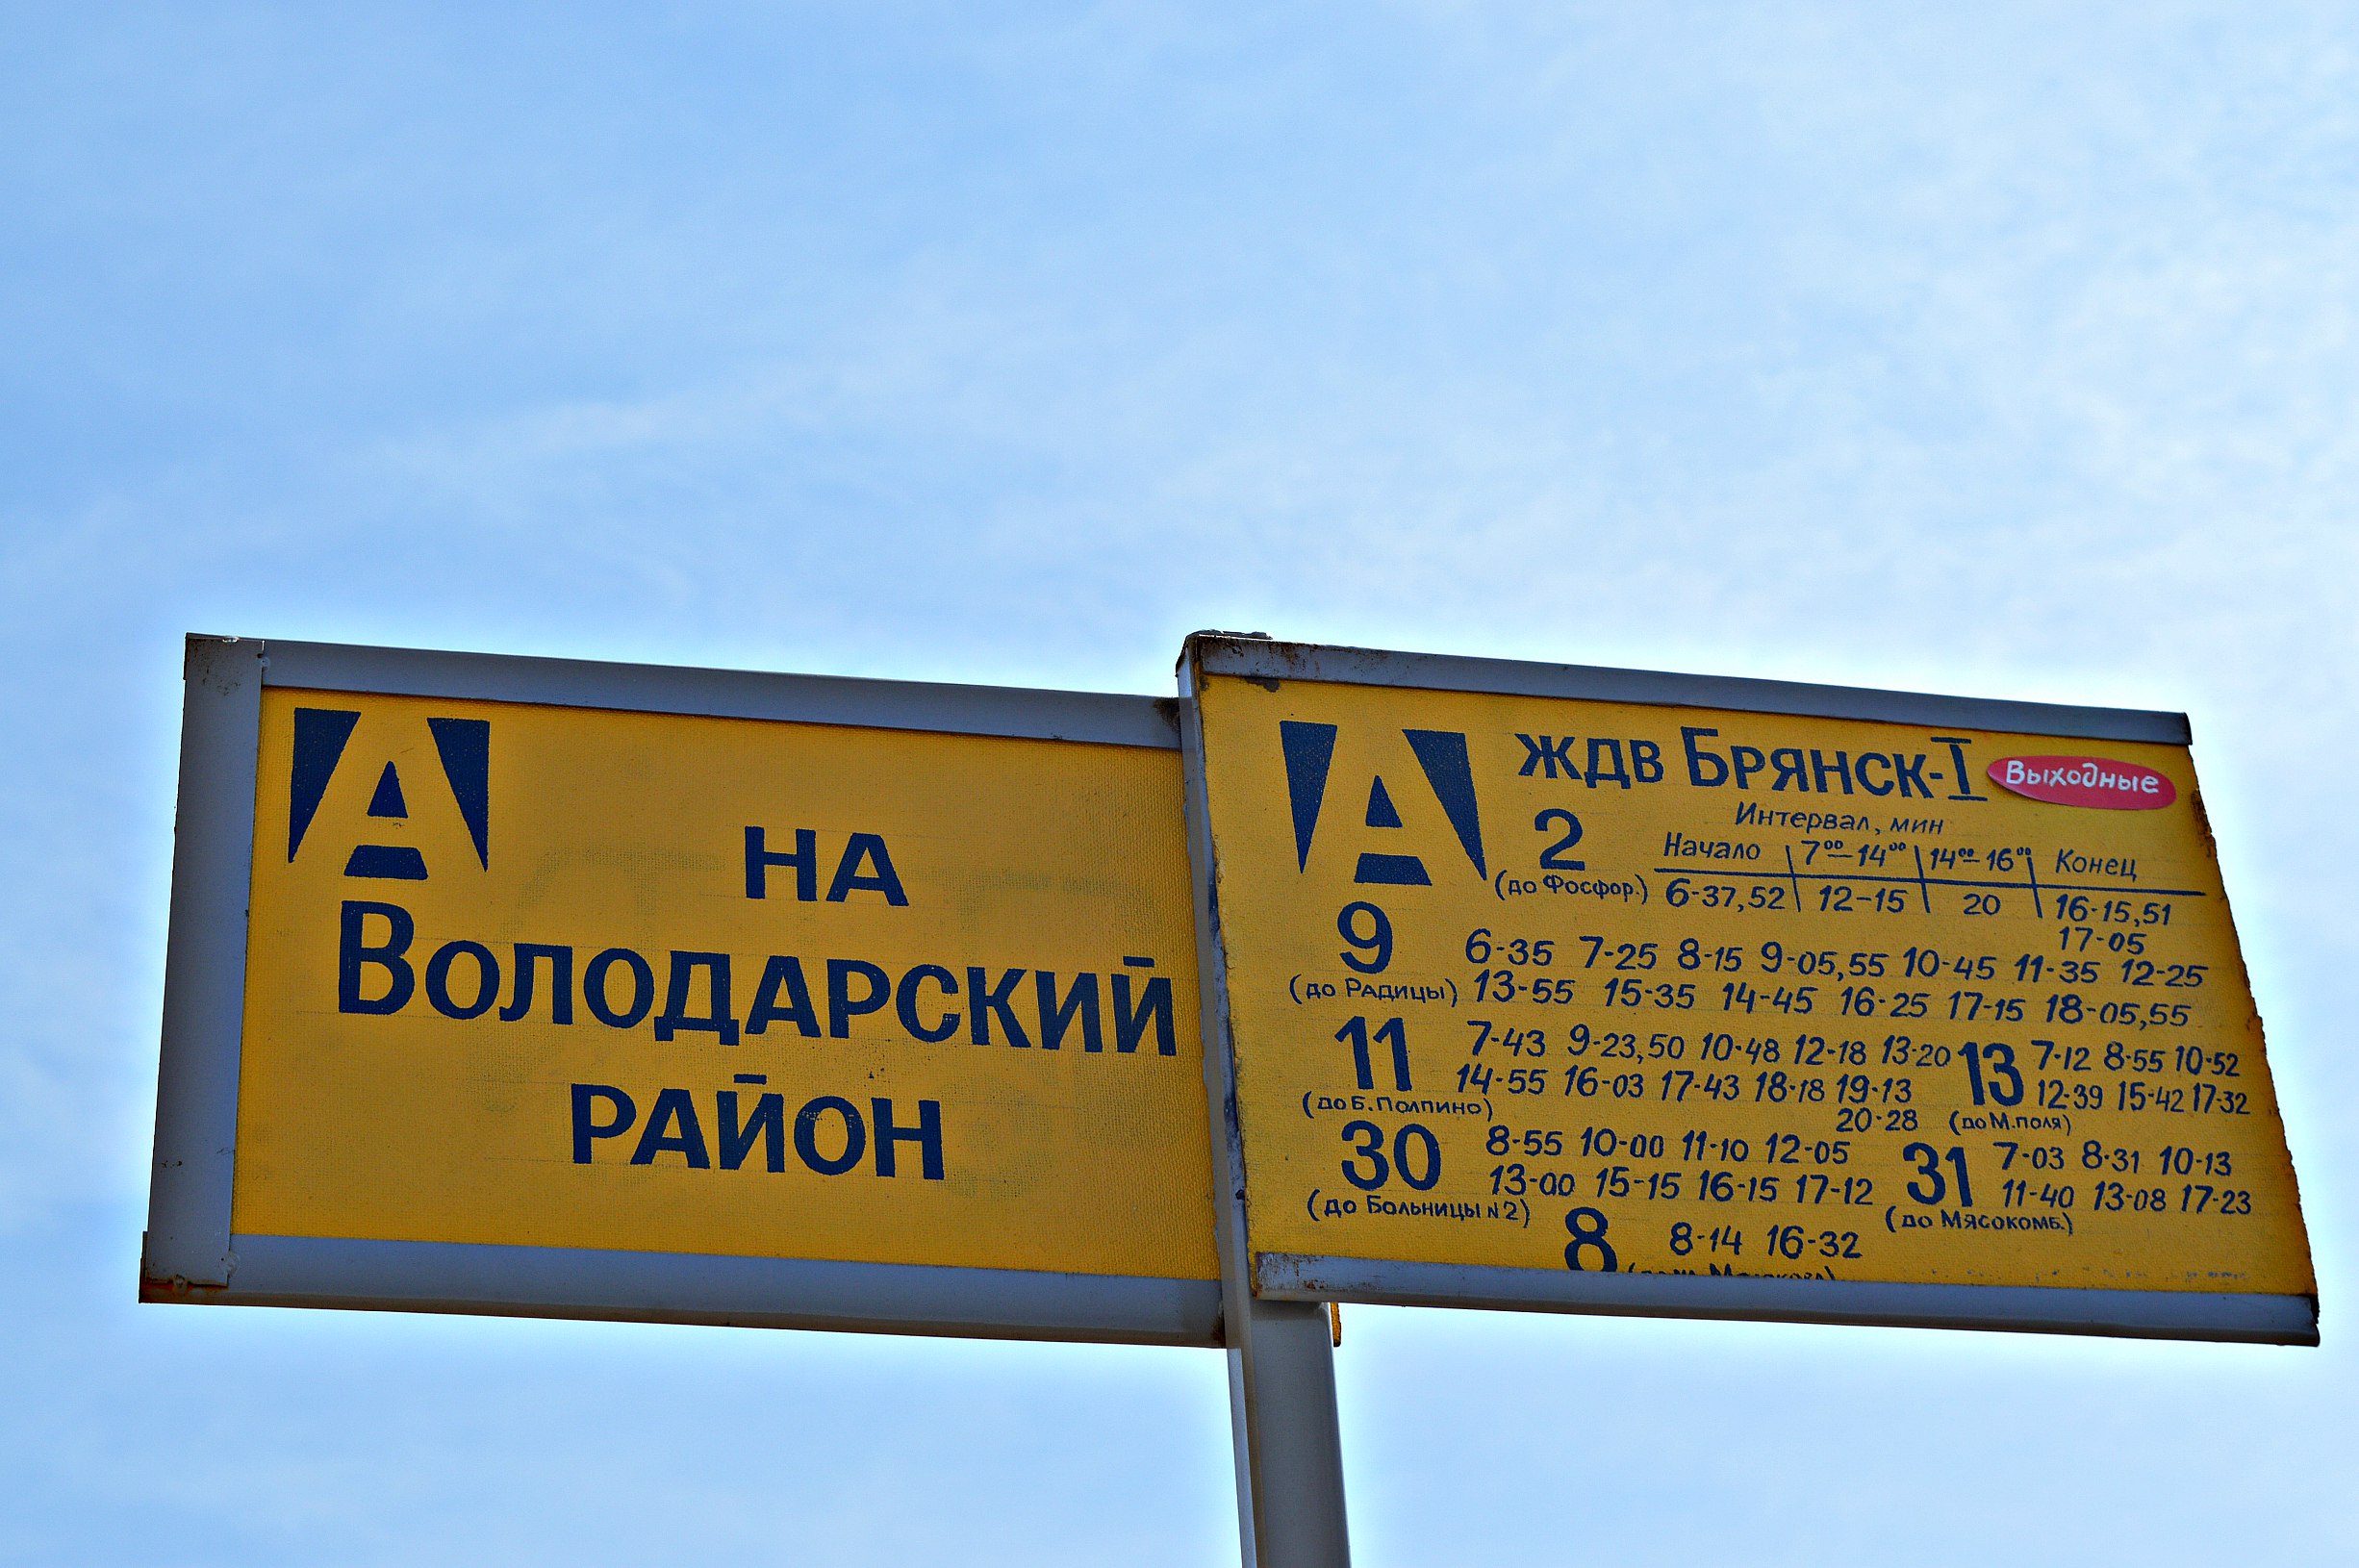 А
НА
ВОЛОДАРСКИЙ
РАЙОН
А ЖДВ БРЯНСК-I Выходные
Интервал, мин
2 Начало 7⁰⁰-14⁰⁰ 14⁰⁰-16⁰⁰ Конец
(до Фосфор.) 6-37,52 12-15 20 16-15,51
17-05
9 6-35 7-25 8-15 9-05,55 10-45 11-35 12-25
(до РАДИЦЫ) 13-55 15-35 14-45 16-25 17-15 18-05,55
11 7-43 9-23,50 10-48 12-18 13-20 13 7-12 8-55 10-52
14-55 16-03 17-43 18-18 19-13 12-39 15-42 17-32
(до Б.Полпино) 20-28 (до М.поля)
30 8-55 10-00 11-10 12-05 31 7-03 8-31 10-13
13-00 15-15 16-15 17-12 11-40 13-08 17-23
(до Больницы №2) (до Мясокомб.)
8 8-14 16-32